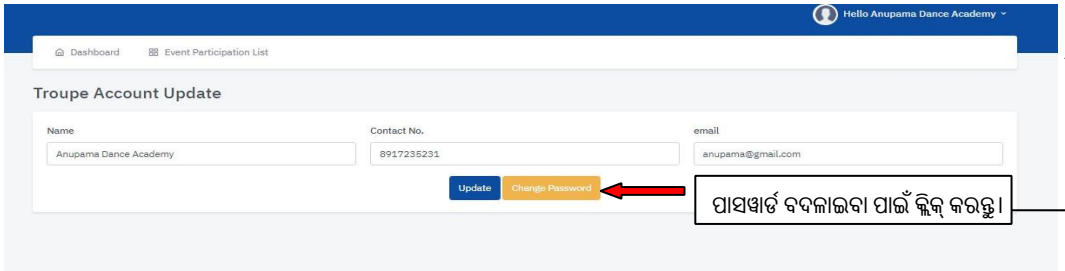 Hello Anupama Dance Academy
Dashboard Event Participation List
Troupe Account Update
Name Contact No. email
Anupama Dance Academy 8917235231 anupama@gmail.com
Update Change Password
ପାସୱାର୍ଡ ବଦଳାଇବା ପାଇଁ କ୍ଲିକ୍ କରନ୍ତୁ।